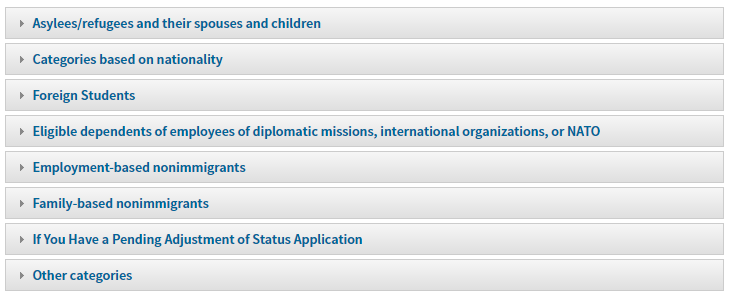 Asylees/refugees and their spouses and children
Categories based on nationality
Foreign Students
Eligible dependents of employees of diplomatic missions, international organizations, or NATO
Employment-based nonimmigrants
Family-based nonimmigrants
If You Have a Pending Adjustment of Status Application
Other categories